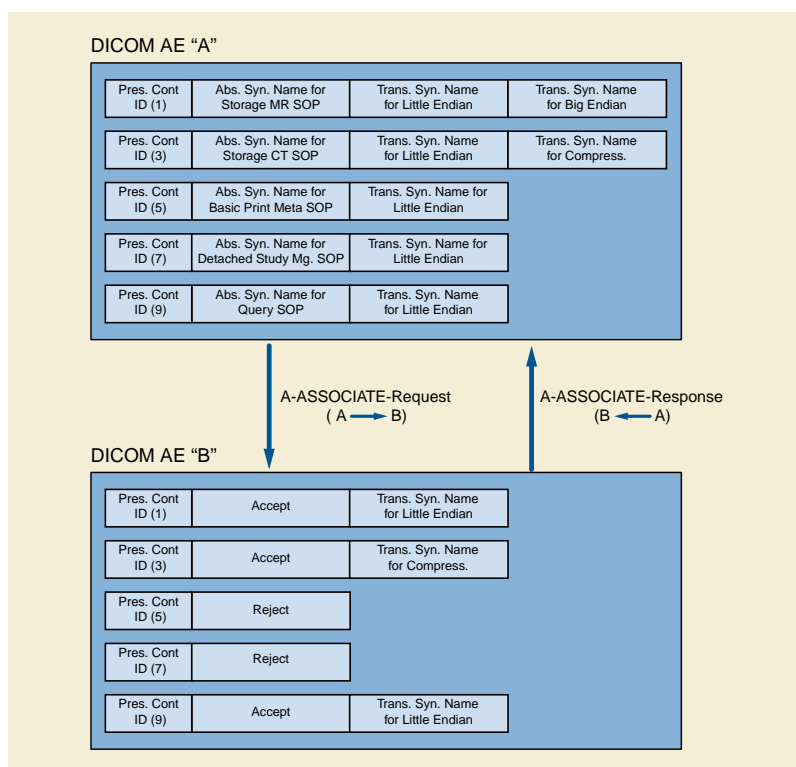 DICOM AE “A”
Pres. Cont
ID (1)
Abs. Syn. Name for
Storage MR SOP
Trans. Syn. Name
for Little Endian
Trans. Syn. Name
for Big Endian
Pres. Cont
ID (3)
Abs. Syn. Name for
Storage CT SOP
Trans. Syn. Name
for Little Endian
Trans. Syn. Name
for Compress.
Pres. Cont
ID (5)
Abs. Syn. Name for
Basic Print Meta SOP
Trans. Syn. Name for
Little Endian
Pres. Cont
ID (7)
Abs. Syn. Name for
Detached Study Mg. SOP
Trans. Syn. Name for
Little Endian
Pres. Cont
ID (9)
Abs. Syn. Name for
Query SOP
Trans. Syn. Name
for Little Endian
A-ASSOCIATE-Request
( A B)
A-ASSOCIATE-Response
(B A)
DICOM AE “B”
Pres. Cont
ID (1)
Accept
Trans. Syn. Name
for Little Endian
Pres. Cont
ID (3)
Accept
Trans. Syn. Name
for Compress.
Pres. Cont
ID (5)
Reject
Pres. Cont
ID (7)
Reject
Pres. Cont
ID (9)
Accept
Trans. Syn. Name
for Little Endian